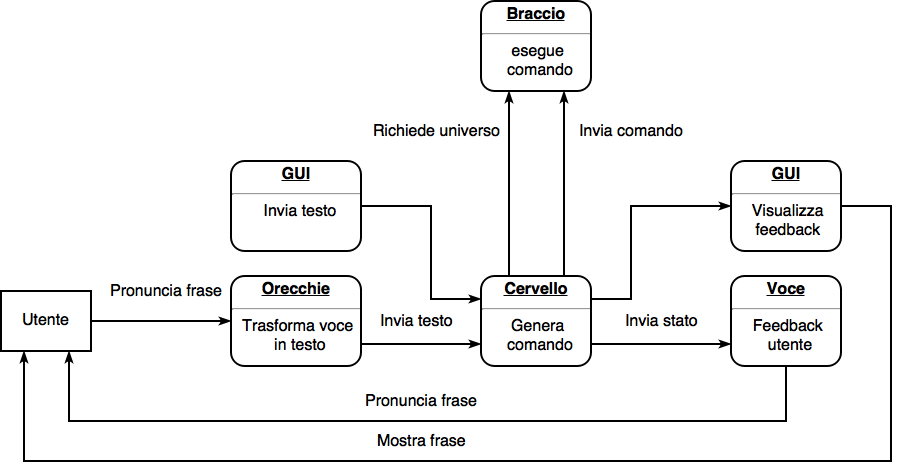 Braccio
esegue
comando
Richiede universo
Invia comando
GUI
Invia testo
GUI
Visualizza
feedback
Utente
Pronuncia frase
Orecchie
Trasforma voce
in testo
Invia testo
Cervello
Genera
comando
Invia stato
Voce
Feedback
utente
Pronuncia frase
Mostra frase